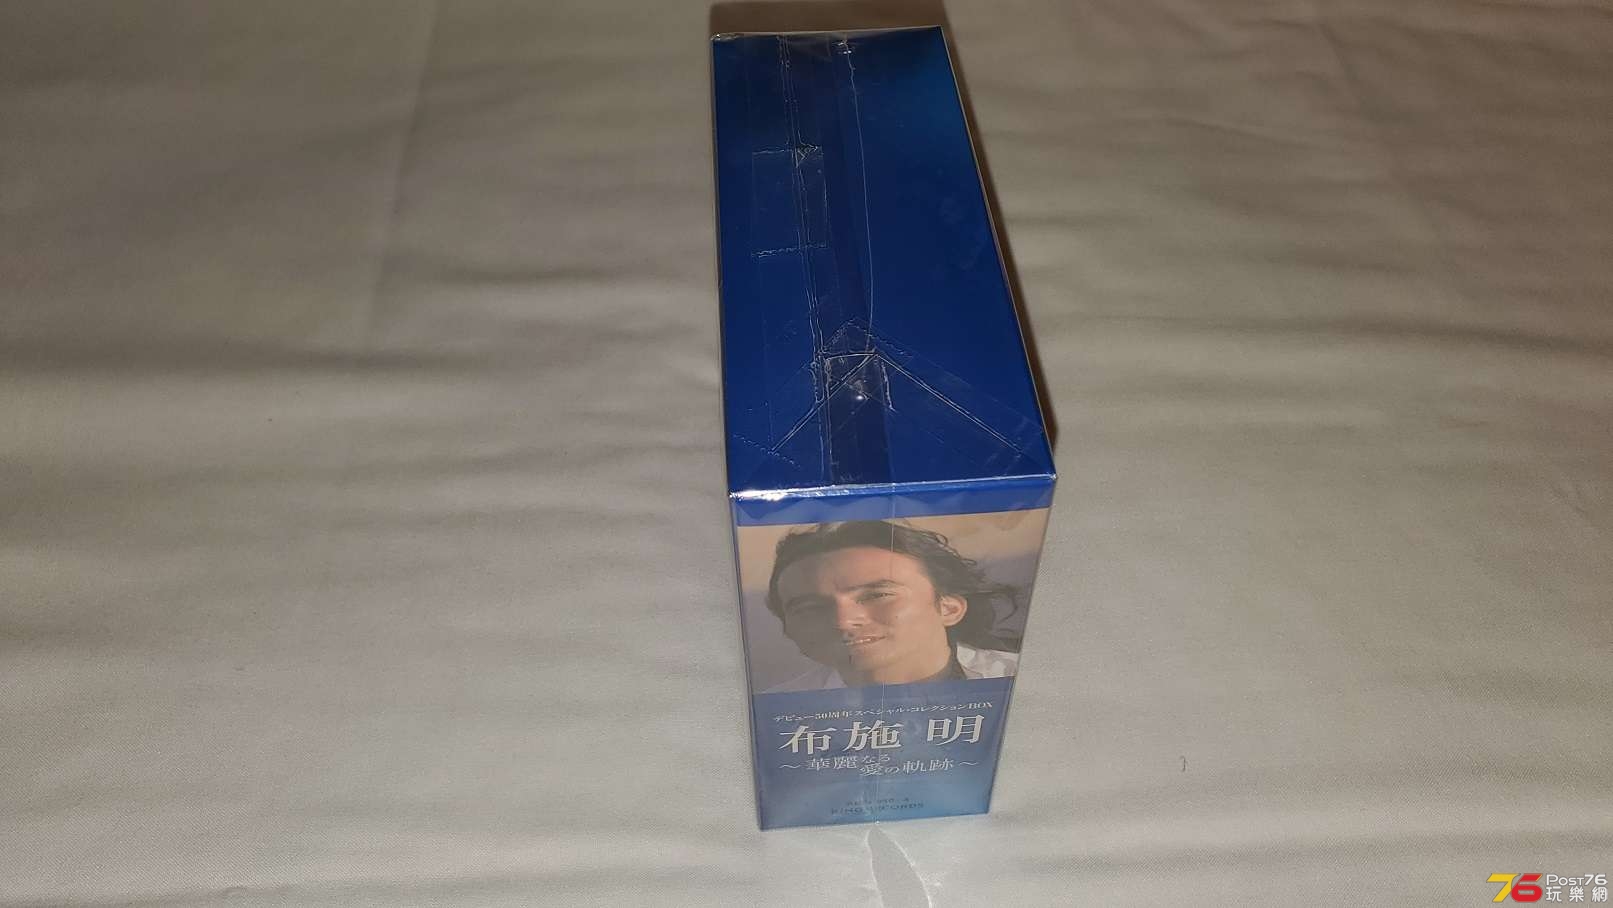 デビュー50周年スペシャル・コレクションBOX
布施 明
～華麗なる愛の軌跡～
KING RECORDS
76 POST76
玩樂網